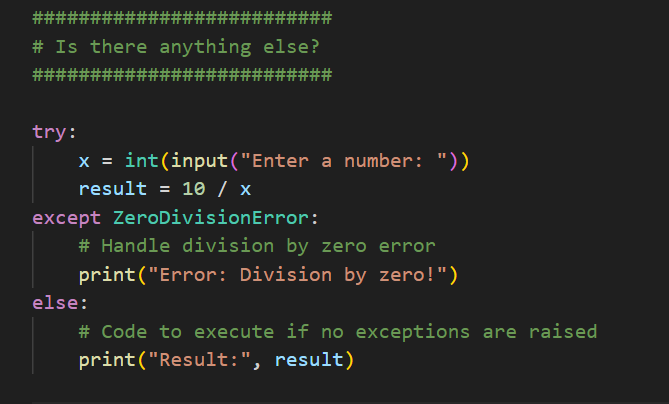 ##########################
# Is there anything else?
##########################
try:
    x = int(input("Enter a number: "))
    result = 10 / x
except ZeroDivisionError:
    # Handle division by zero error
    print("Error: Division by zero!")
else:
    # Code to execute if no exceptions are raised
    print("Result:", result)